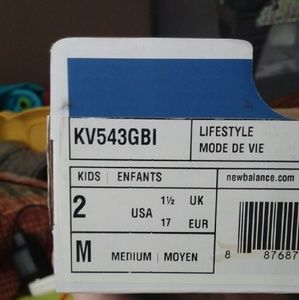 KV543GBI
LIFESTYLE
MODE DE VIE
KIDS | ENFANTS
newbalance.com
2 USA
1½ UK
17 EUR
M MEDIUM | MOYEN
8 87687